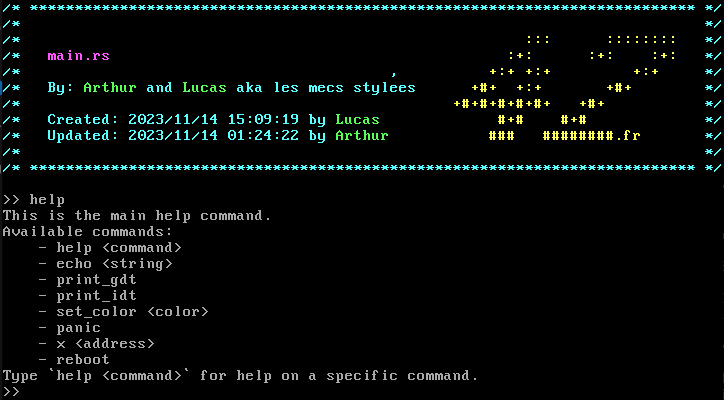 /* ************************************************************************** */
/*                                                                            */
/*                                                         :::      :::::::: */
/*   main.rs                                            :+:      :+:    :+: */
/*                                         ,          +:+ +:+         +:+   */
/*   By: Arthur and Lucas aka les mecs stylees      +#+  +:+       +#+      */
/*                                                +#+#+#+#+#+   +#+         */
/*   Created: 2023/11/14 15:09:19 by Lucas             #+#    #+#           */
/*   Updated: 2023/11/14 01:24:22 by Arthur           ###   ########.fr     */
/*                                                                            */
/* ************************************************************************** */
>> help
This is the main help command.
Available commands:
    - help <command>
    - echo <string>
    - print_gdt
    - print_idt
    - set_color <color>
    - panic
    - x <address>
    - reboot
Type `help <command>` for help on a specific command.
>>